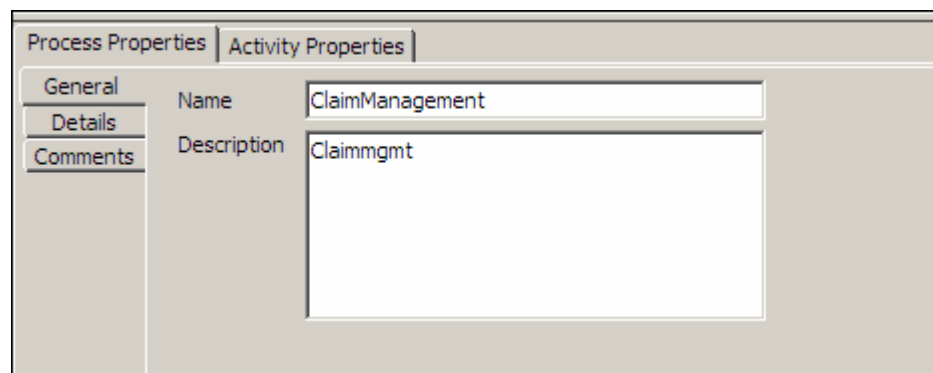 Process Properties Activity Properties
General
Name ClaimManagement
Details
Description Claimmgmt
Comments